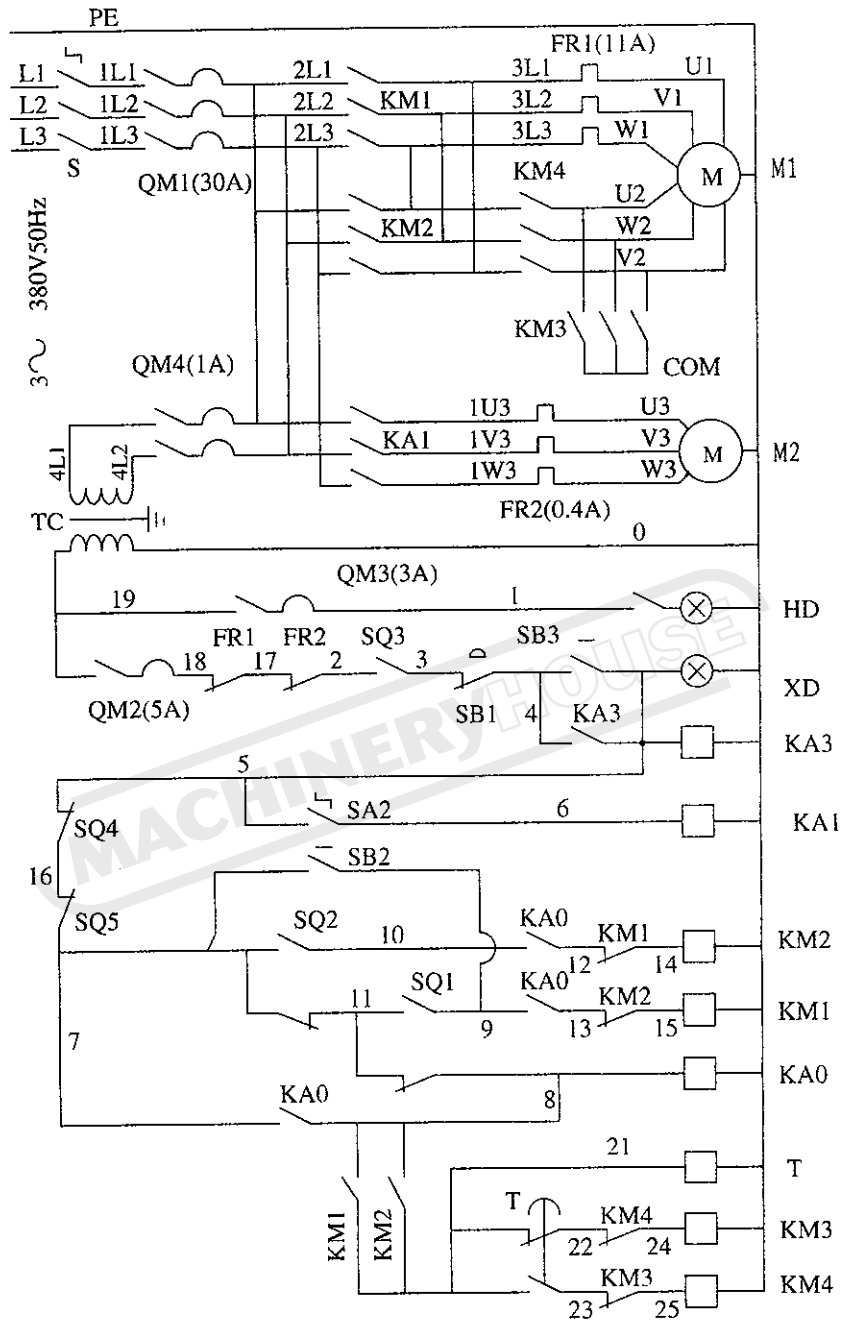 PE
FR1(11A)
L1 1L1 2L1 3L1 U1
L2 1L2 2L2 KM1 3L2 V1
L3 1L3 2L3 3L3 W1
S QM1(30A) KM4 M M1
U2
KM2 W2
V2
3 380V50Hz
KM3
COM
QM4(1A)
1U3 U3
4L1 4L2 KA1 1V3 V3 M M2
1W3 W3
TC FR2(0.4A)
0
QM3(3A)
19 1 HD
FR1 FR2 SQ3 SB3
18 17 2 3 XD
QM2(5A) SB1 4 KA3
KA3
5
SQ4 SA2 6 KA1
16 SB2
SQ5 SQ2 10 KA0 KM1 KM2
12 14
11 SQ1 KA0 KM2 KM1
7 9 13 15
KA0
KA0 8
21
KM1 KM2 T
T KM4 KM3
22 24
KM3 KM4
23 25
MACHINERYHOUSE